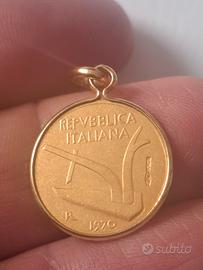 REPVBBLICA
ITALIANA
R
1970
subito